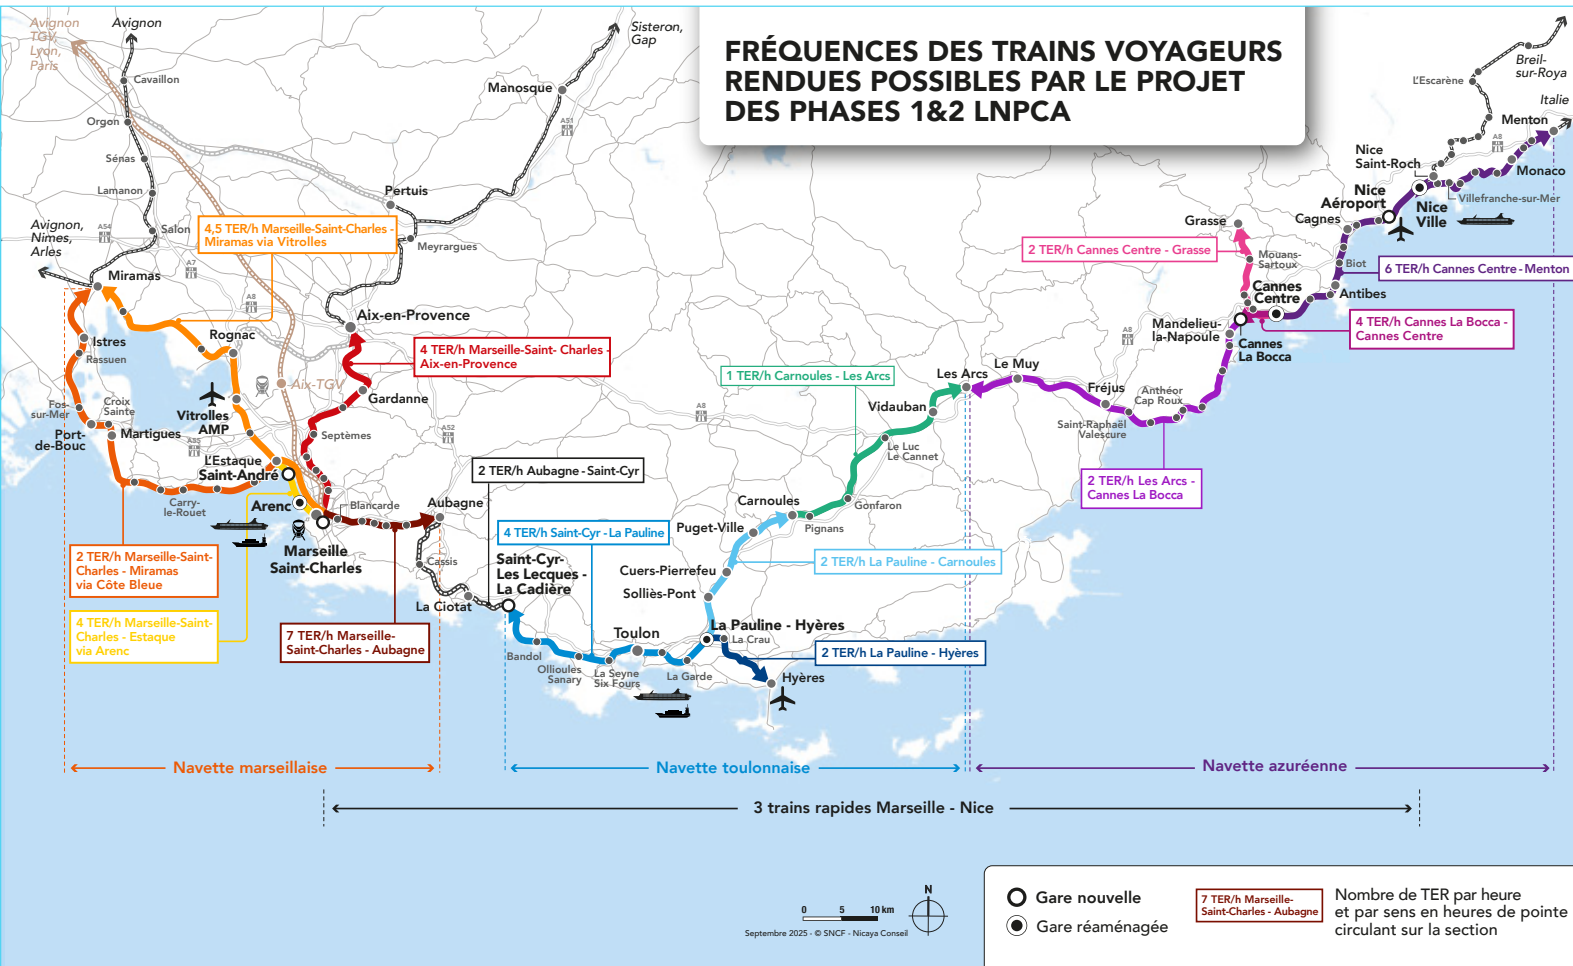 FRÉQUENCES DES TRAINS VOYAGEURS
RENDUES POSSIBLES PAR LE PROJET
DES PHASES 1&2 LNPCA
Avignon
TGV,
Lyon,
Paris
Avignon
Cavaillon
Orgon
Sénas
Lamanon
Salon
A54
A7
A8
Avignon,
Nimes,
Arles
Miramas
Sisteron,
Gap
Manosque
A51
Pertuis
Meyrargues
4,5 TER/h Marseille-Saint-Charles -
Miramas via Vitrolles
Aix-en-Provence
4 TER/h Marseille-Saint- Charles -
Aix-en-Provence
Istres
Rassuen
Rognac
Aix-TGV
Gardanne
Fos-
sur-Mer
Croix
Sainte
Port-
de-Bouc
Martigues
Vitrolles
AMP
A55
Septèmes
A52
L'Estaque
Saint-André
Carry-
le-Rouet
Arenc
Blancarde
Aubagne
Marseille
Saint-Charles
2 TER/h Marseille-Saint-
Charles - Miramas
via Côte Bleue
4 TER/h Marseille-Saint-
Charles - Estaque
via Arenc
7 TER/h Marseille-
Saint-Charles - Aubagne
2 TER/h Aubagne - Saint-Cyr
4 TER/h Saint-Cyr - La Pauline
Cassis
La Ciotat
Saint-Cyr-
Les Lecques -
La Cadière
Bandol
Ollioules
Sanary
La Seyne
Six Fours
Toulon
La Garde
La Pauline - Hyères
La Crau
Hyères
2 TER/h La Pauline - Hyères
Solliès-Pont
Cuers-Pierrefeu
Puget-Ville
Carnoules
2 TER/h La Pauline - Carnoules
Pignans
Gonfaron
Le Luc
Le Cannet
Vidauban
A8
1 TER/h Carnoules - Les Arcs
Les Arcs
Le Muy
Fréjus
Saint-Raphaël
Valescure
Anthéor
Cap Roux
2 TER/h Les Arcs -
Cannes La Bocca
A8
Mandelieu-
la-Napoule
Cannes
La Bocca
Cannes
Centre
4 TER/h Cannes La Bocca -
Cannes Centre
Grasse
Mouans-
Sartoux
2 TER/h Cannes Centre - Grasse
Antibes
Biot
6 TER/h Cannes Centre - Menton
Cagnes
Nice
Aéroport
Nice
Ville
Nice
Saint-Roch
Villefranche-sur-Mer
Monaco
Menton
A8
Italie
L'Escarène
Breil-
sur-Roya
Navette marseillaise
Navette toulonnaise
Navette azuréenne
3 trains rapides Marseille - Nice
0 5 10 km
N
Septembre 2025 - © SNCF - Nicaya Conseil
Gare nouvelle
Gare réaménagée
7 TER/h Marseille-
Saint-Charles - Aubagne
Nombre de TER par heure
et par sens en heures de pointe
circulant sur la section